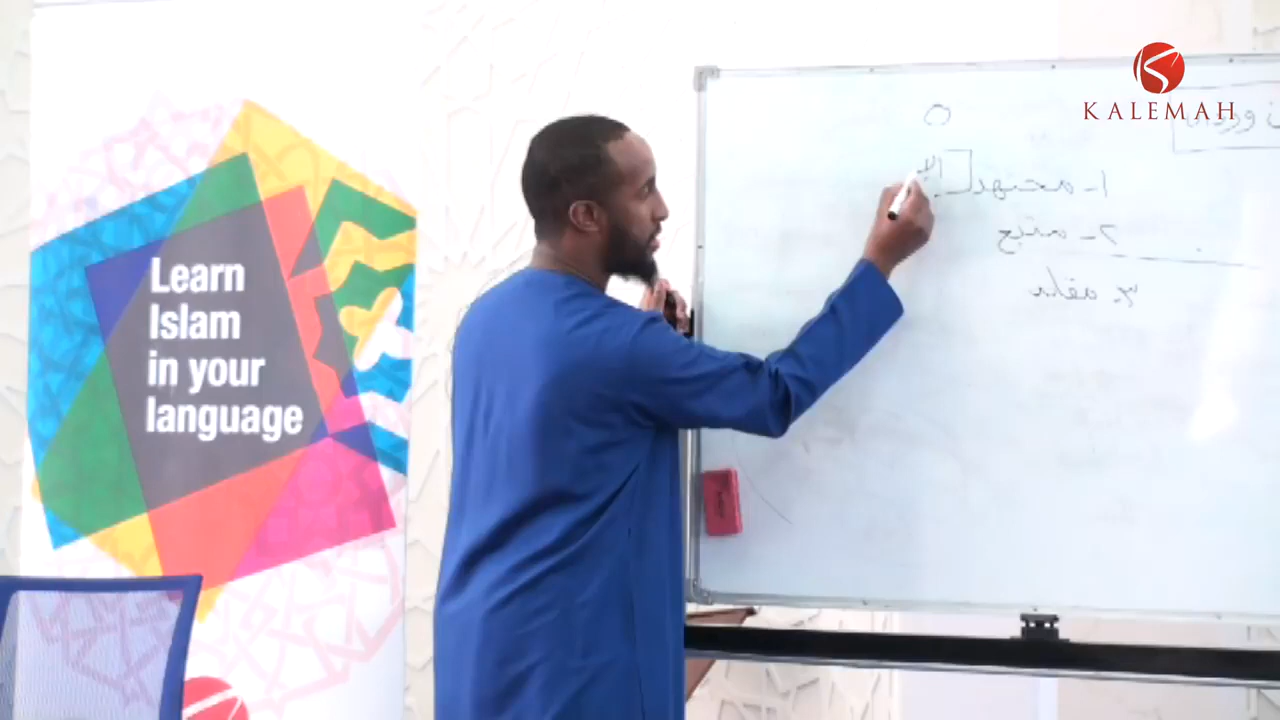 Learn
Islam
in your
language
KALEMAH
١- مجتهد
٢- متبع
٣- مقلد